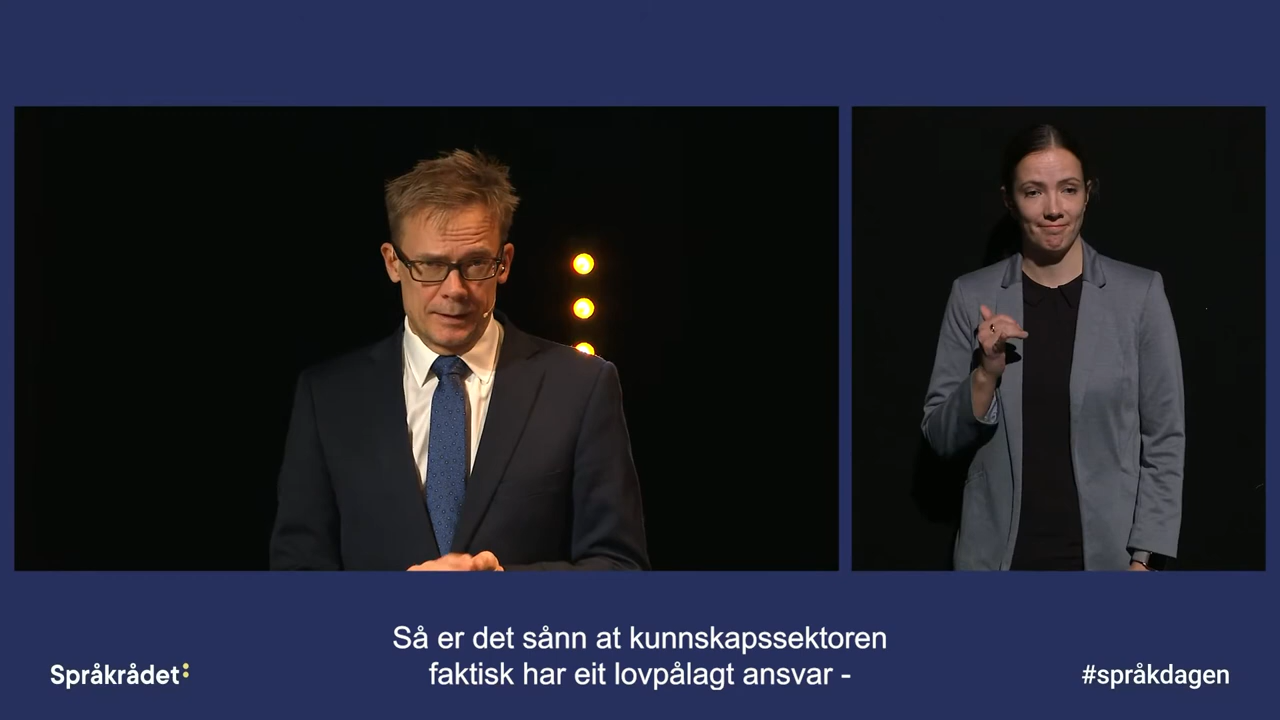 Så er det sånn at kunnskapssektoren
faktisk har eit lovpålagt ansvar -
Språkrådet:
#språkdagen